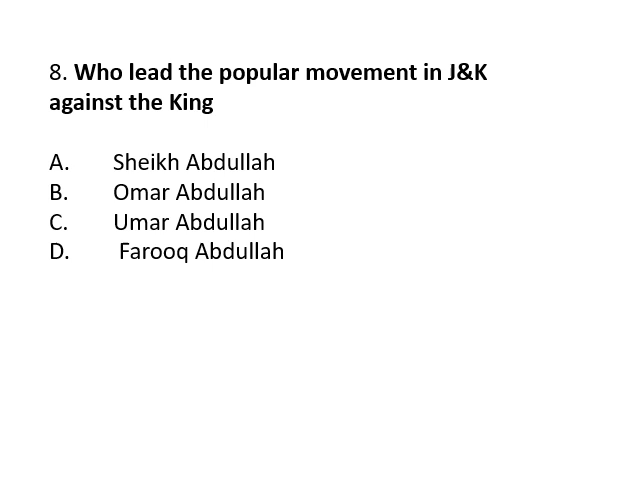 8. Who lead the popular movement in J&K
against the King
A. Sheikh Abdullah
B. Omar Abdullah
C. Umar Abdullah
D. Farooq Abdullah